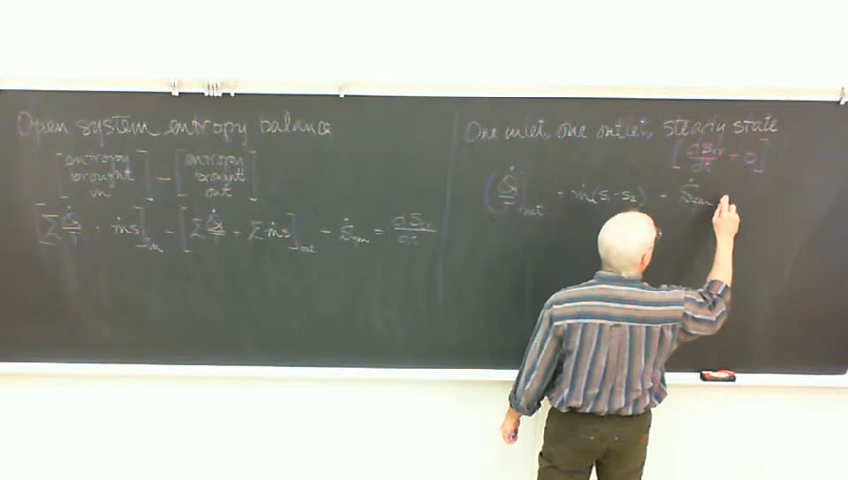 Open system entropy balance
[entropy brought in] - [entropy brought out]
[Σ Q̇/T + ṁs]in - [Σ Q̇/T + Σ ṁs]out + Ṡgen = dScv/dt
One inlet, one outlet, steady state
[dScv/dt = 0]
(Q̇/T)net + ṁ(s₁-s₂) + Ṡgen